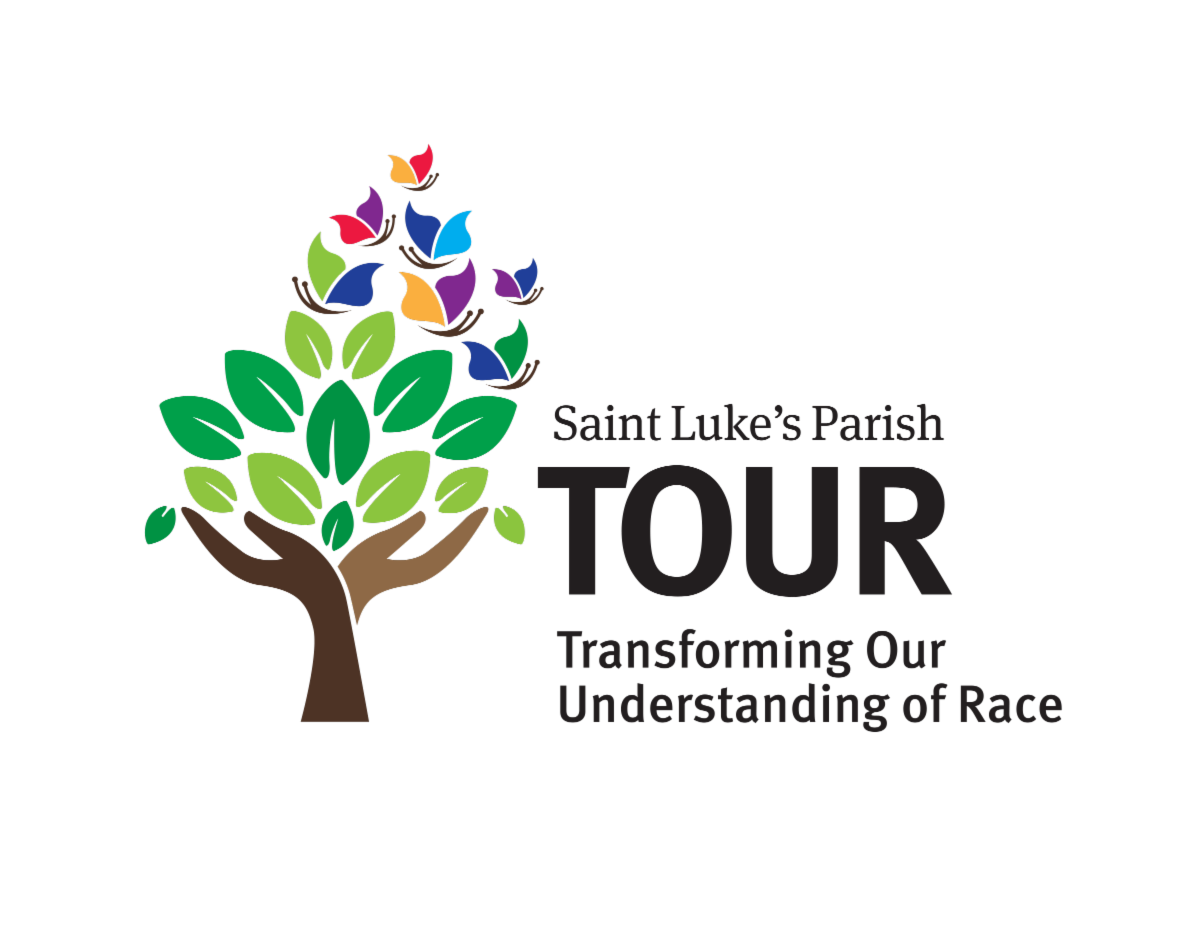 Saint Luke’s Parish
TOUR
Transforming Our
Understanding of Race